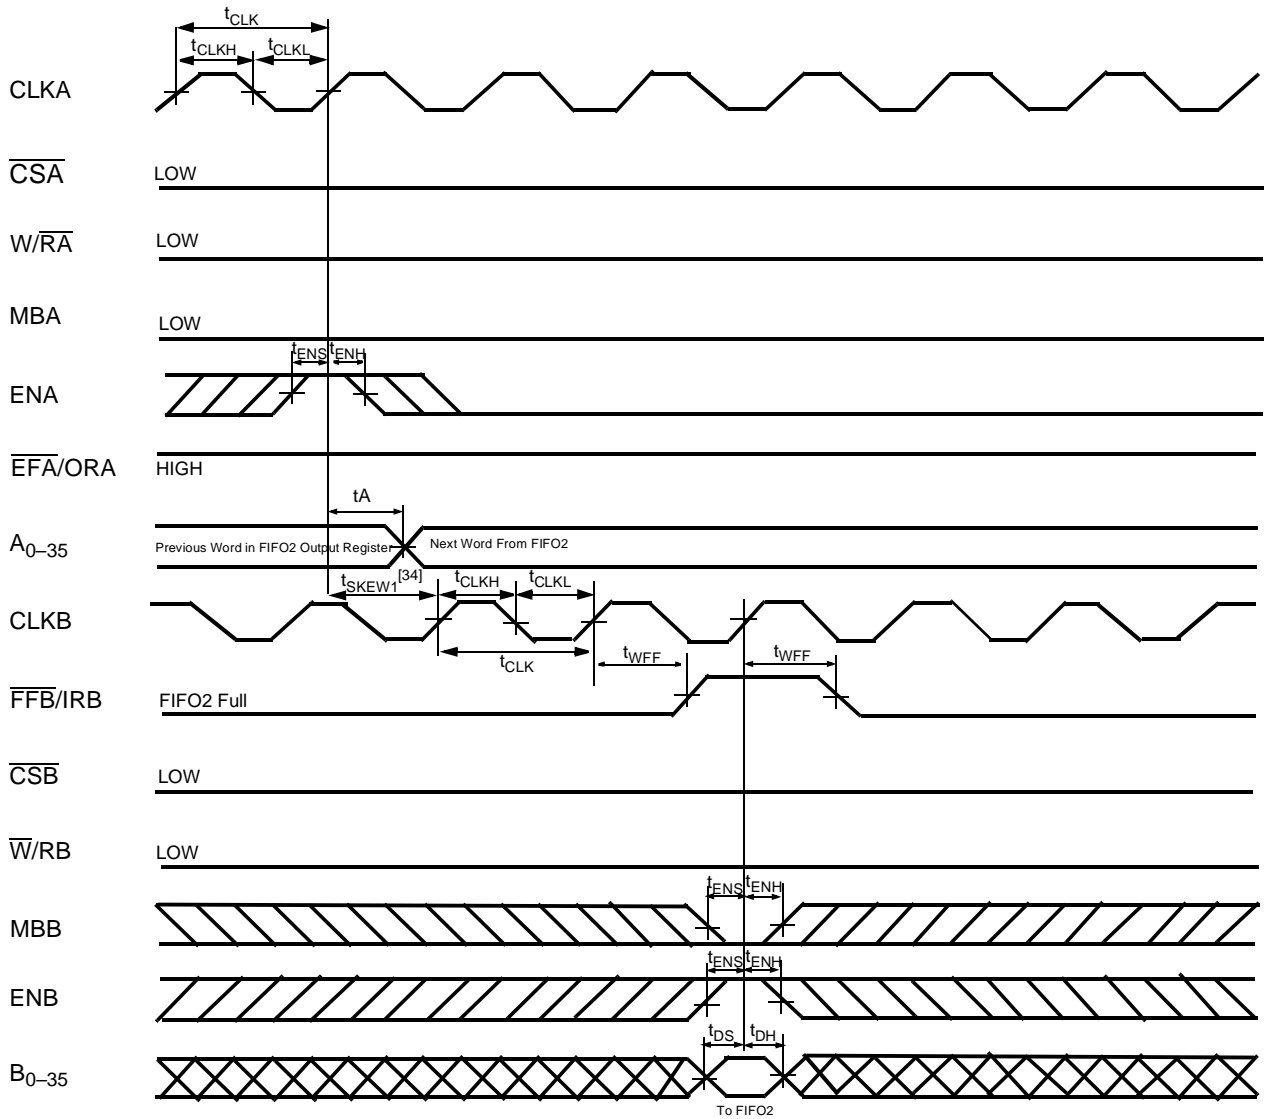 tCLK
tCLKH tCLKL
CLKA
CSA LOW
W/RA LOW
MBA LOW
tENS tENH
ENA
EFA/ORA HIGH
tA
A0–35 Previous Word in FIFO2 Output Register Next Word From FIFO2
tSKEW1[34] tCLKH tCLKL
CLKB
tCLK tWFF tWFF
FFB/IRB FIFO2 Full
CSB LOW
W/RB LOW
tENS tENH
MBB
tENS tENH
ENB
tDS tDH
B0–35
To FIFO2